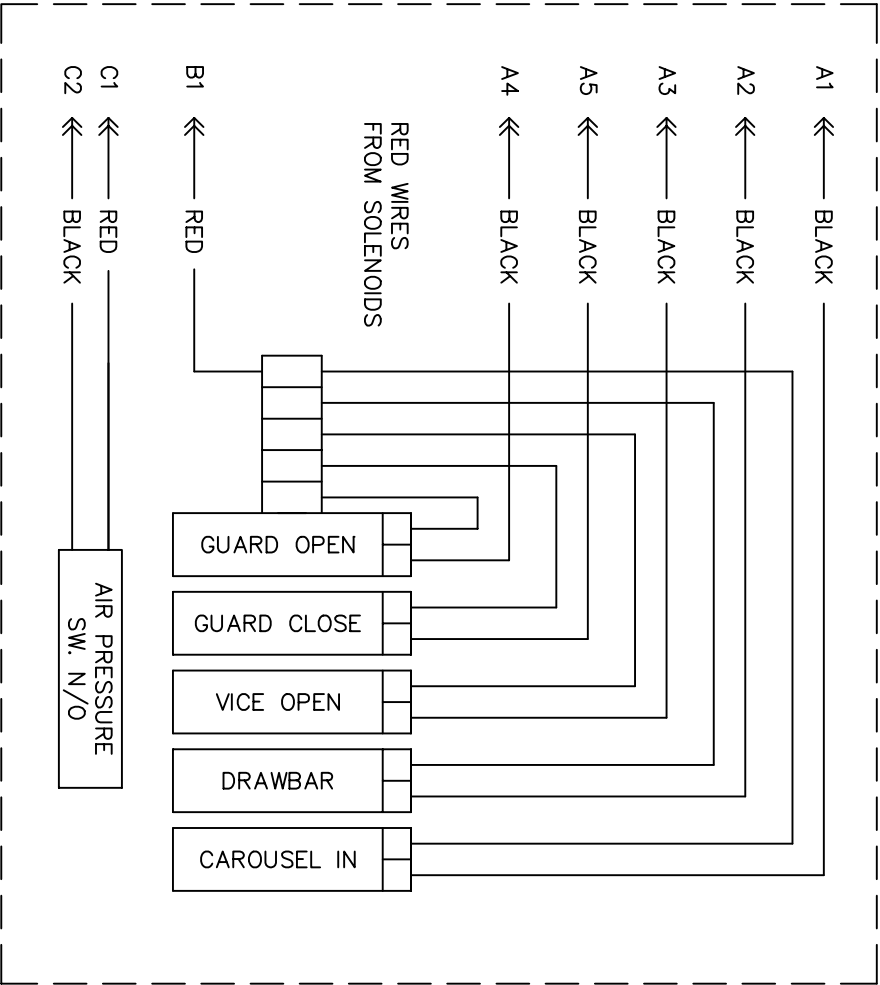 C2
C1
B1
A4
A5
A3
A2
A1
RED WIRES
FROM SOLENOIDS
BLACK
RED
RED
BLACK
BLACK
BLACK
BLACK
BLACK
GUARD OPEN
GUARD CLOSE
VICE OPEN
DRAWBAR
CAROUSEL IN
AIR PRESSURE
SW. N/O